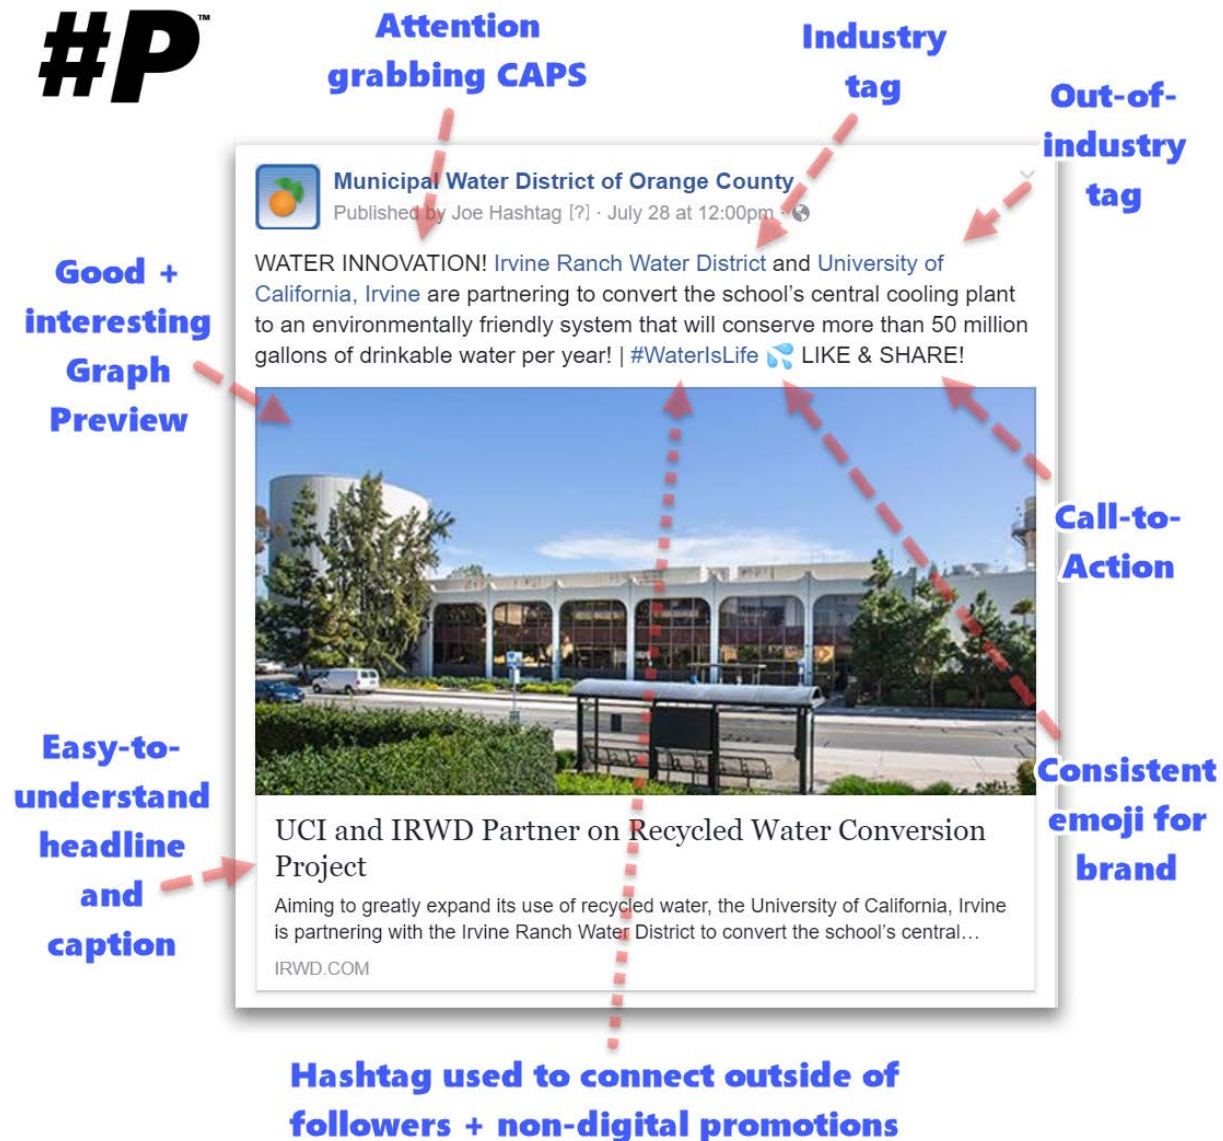 #P™
Attention
grabbing CAPS
Industry
tag
Out-of-
industry
tag
Municipal Water District of Orange County
Published by Joe Hashtag [?] · July 28 at 12:00pm ·
WATER INNOVATION! Irvine Ranch Water District and University of
California, Irvine are partnering to convert the school's central cooling plant
to an environmentally friendly system that will conserve more than 50 million
gallons of drinkable water per year! | #WaterIsLife 💦 LIKE & SHARE!
Good +
interesting
Graph
Preview
Call-to-
Action
Easy-to-
understand
headline
and
caption
Consistent
emoji for
brand
UCI and IRWD Partner on Recycled Water Conversion
Project
Aiming to greatly expand its use of recycled water, the University of California, Irvine
is partnering with the Irvine Ranch Water District to convert the school's central...
IRWD.COM
Hashtag used to connect outside of
followers + non-digital promotions